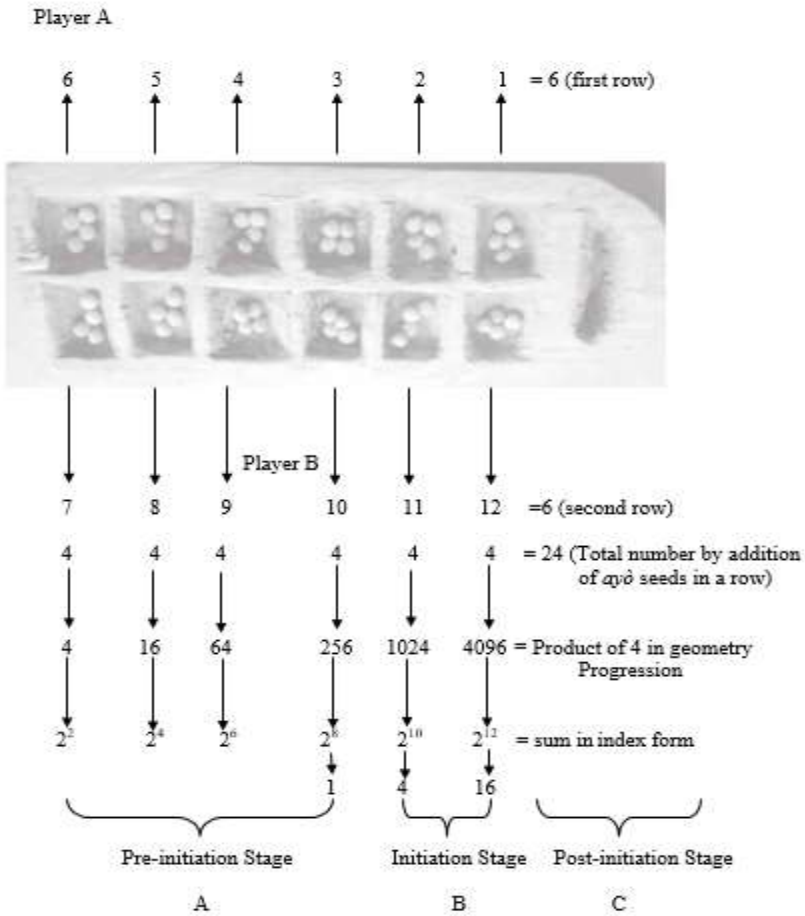 Player A
6 5 4 3 2 1 = 6 (first row)
Player B
7 8 9 10 11 12 =6 (second row)
4 4 4 4 4 4 = 24 (Total number by addition
of ayò seeds in a row)
4 16 64 256 1024 4096 = Product of 4 in geometry
Progression
2² 2⁴ 2⁶ 2⁸ 2¹⁰ 2¹² = sum in index form
1 4 16
Pre-initiation Stage Initiation Stage Post-initiation Stage
A B C